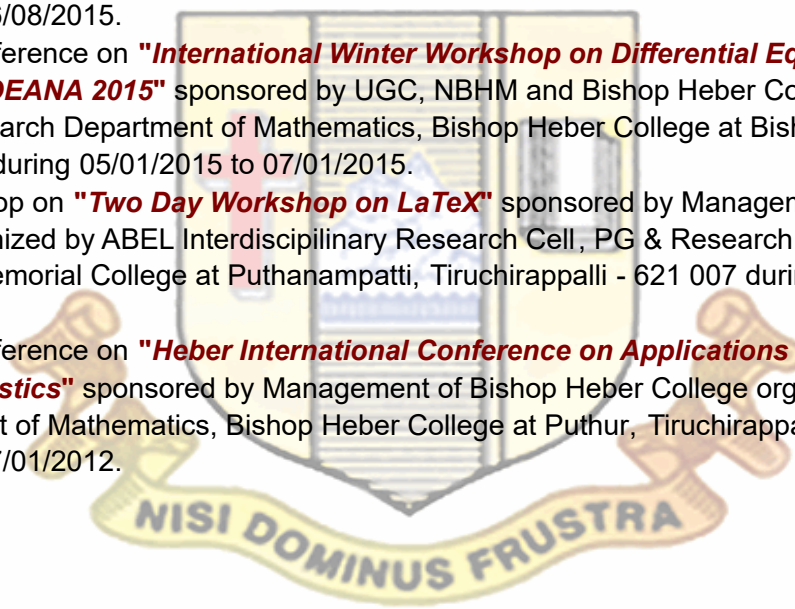 6/08/2015.
ference on "International Winter Workshop on Differential Eq
DEANA 2015" sponsored by UGC, NBHM and Bishop Heber Co
arch Department of Mathematics, Bishop Heber College at Bish
during 05/01/2015 to 07/01/2015.
op on "Two Day Workshop on LaTeX" sponsored by Managem
nized by ABEL Interdiscipilinary Research Cell, PG & Research
emorial College at Puthanampatti, Tiruchirappalli - 621 007 duri
ference on "Heber International Conference on Applications
stics" sponsored by Management of Bishop Heber College org
t of Mathematics, Bishop Heber College at Puthur, Tiruchirappa
7/01/2012.
NISI DOMINUS FRUSTRA